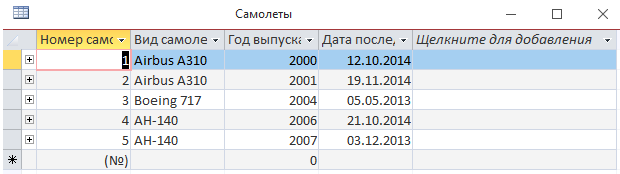 Самолеты
Номер самс Вид самоле Год выпуска Дата после, Щелкните для добавления
1 Airbus A310 2000 12.10.2014
2 Airbus A310 2001 19.11.2014
3 Boeing 717 2004 05.05.2013
4 АН-140 2006 21.10.2014
5 АН-140 2007 03.12.2013
(№) 0